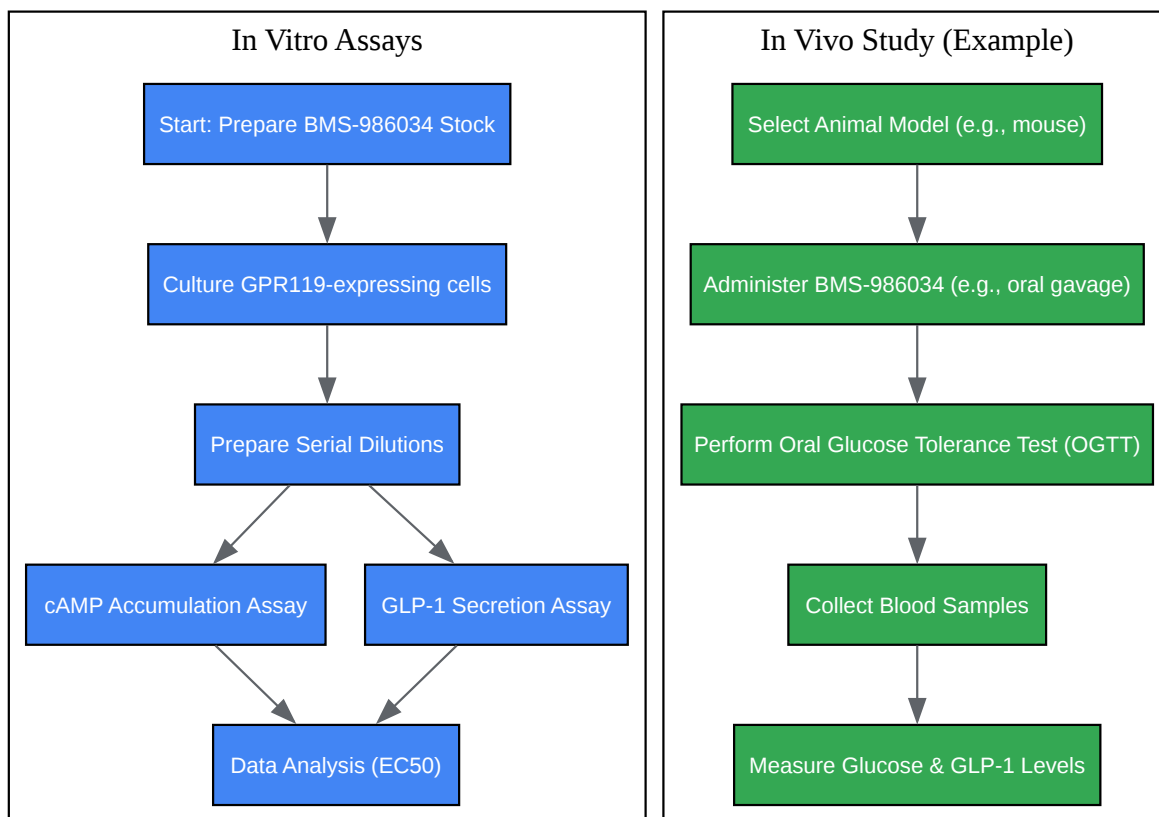 In Vitro Assays
Start: Prepare BMS-986034 Stock
Culture GPR119-expressing cells
Prepare Serial Dilutions
cAMP Accumulation Assay
GLP-1 Secretion Assay
Data Analysis (EC50)
In Vivo Study (Example)
Select Animal Model (e.g., mouse)
Administer BMS-986034 (e.g., oral gavage)
Perform Oral Glucose Tolerance Test (OGTT)
Collect Blood Samples
Measure Glucose & GLP-1 Levels